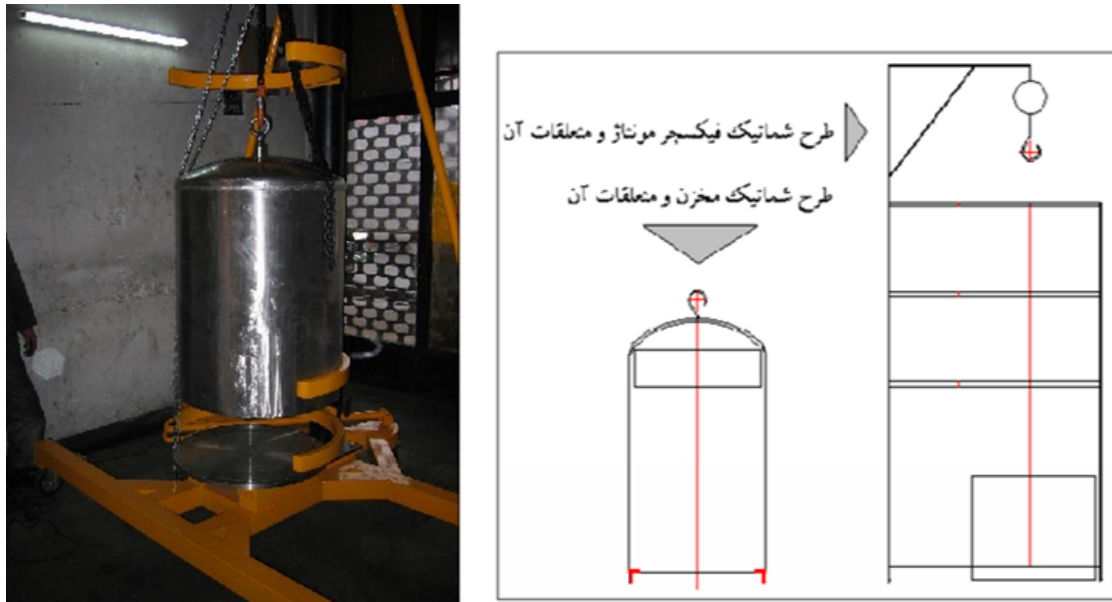 طرح شماتیک فیکسچر مونتاژ و متعلقات آن
طرح شماتیک مخزن و متعلقات آن